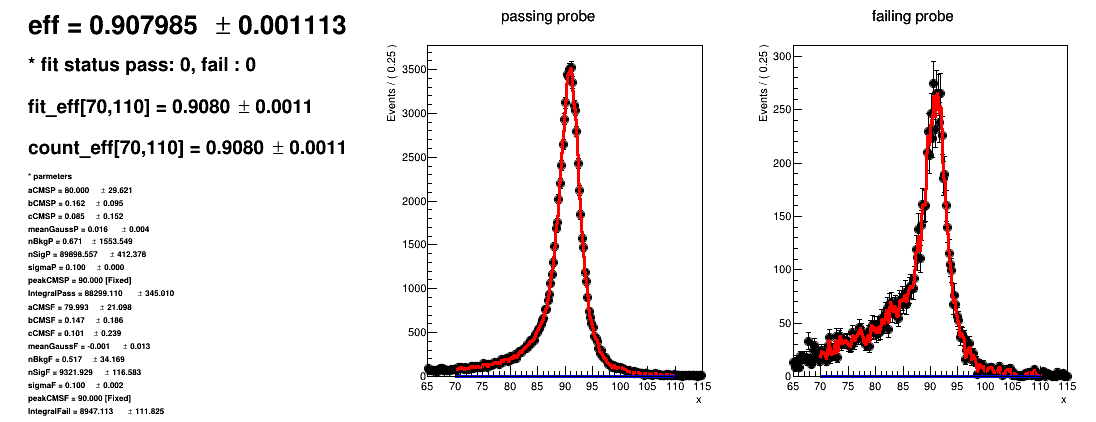 eff = 0.907985 ± 0.001113
* fit status pass: 0, fail : 0
fit_eff[70,110] = 0.9080 ± 0.0011
count_eff[70,110] = 0.9080 ± 0.0011
* parmeters
aCMSP = 80.000 ± 29.621
bCMSP = 0.162 ± 0.095
cCMSP = 0.085 ± 0.152
meanGaussP = 0.016 ± 0.004
nBkgP = 0.671 ± 1553.549
nSigP = 89898.557 ± 412.378
sigmaP = 0.100 ± 0.000
peakCMSP = 90.000 [Fixed]
IntegralPass = 88299.110 ± 345.010
aCMSF = 79.993 ± 21.098
bCMSF = 0.147 ± 0.186
cCMSF = 0.101 ± 0.239
meanGaussF = -0.001 ± 0.013
nBkgF = 0.517 ± 34.169
nSigF = 9321.929 ± 116.583
sigmaF = 0.100 ± 0.002
peakCMSF = 90.000 [Fixed]
IntegralFail = 8947.113 ± 111.825
passing probe
Events / ( 0.25 )
3500
3000
2500
2000
1500
1000
500
0
65 70 75 80 85 90 95 100 105 110 115
x
failing probe
Events / ( 0.25 )
300
250
200
150
100
50
0
65 70 75 80 85 90 95 100 105 110 115
x